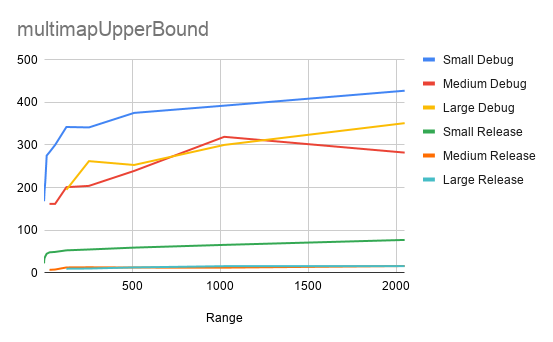 multimapUpperBound
500
400
300
200
100
0
500
1000
1500
2000
Range
Small Debug
Medium Debug
Large Debug
Small Release
Medium Release
Large Release